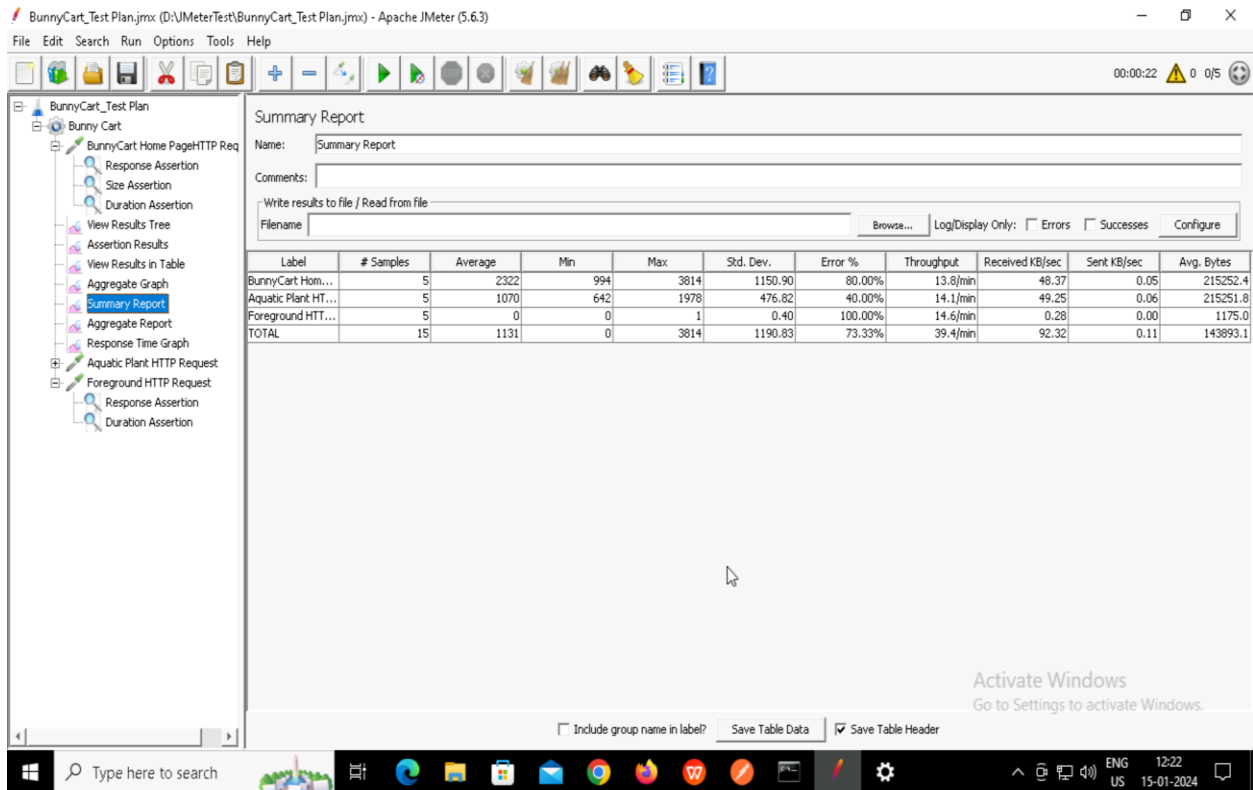 BunnyCart_Test Plan.jmx (D:\JMeterTest\BunnyCart_Test Plan.jmx) - Apache JMeter (5.6.3)
File Edit Search Run Options Tools Help
00:00:22 0 0/5
BunnyCart_Test Plan
Bunny Cart
BunnyCart Home PageHTTP Req
Response Assertion
Size Assertion
Duration Assertion
View Results Tree
Assertion Results
View Results in Table
Aggregate Graph
Summary Report
Aggregate Report
Response Time Graph
Aquatic Plant HTTP Request
Foreground HTTP Request
Response Assertion
Duration Assertion
Summary Report
Name: Summary Report
Comments:
Write results to file / Read from file
Filename Browse... Log/Display Only: Errors Successes Configure
Label # Samples Average Min Max Std. Dev. Error % Throughput Received KB/sec Sent KB/sec Avg. Bytes
BunnyCart Hom... 5 2322 994 3814 1150.90 80.00% 13.8/min 48.37 0.05 215252.4
Aquatic Plant HT... 5 1070 642 1978 476.82 40.00% 14.1/min 49.25 0.06 215251.8
Foreground HTT... 5 0 0 1 0.40 100.00% 14.6/min 0.28 0.00 1175.0
TOTAL 15 1131 0 3814 1190.83 73.33% 39.4/min 92.32 0.11 143893.1
Activate Windows
Go to Settings to activate Windows.
Include group name in label? Save Table Data Save Table Header
Type here to search
ENG 12:22
US 15-01-2024